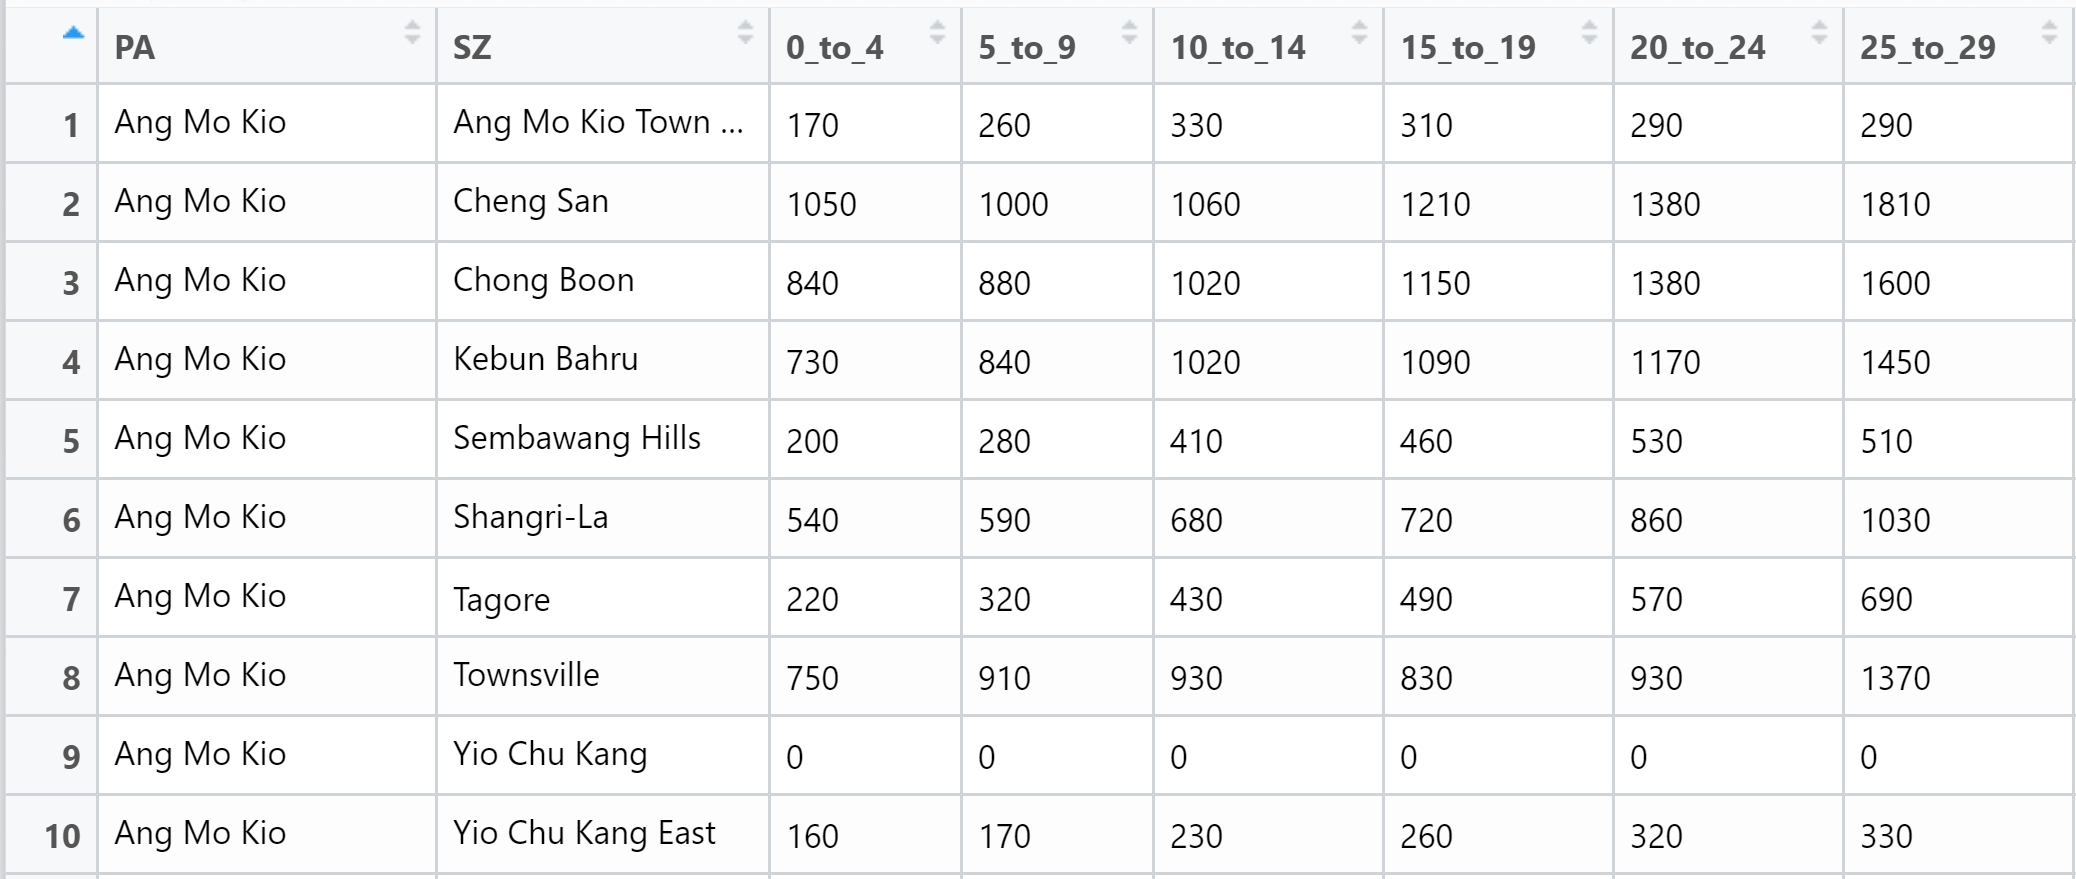 PA SZ 0_to_4 5_to_9 10_to_14 15_to_19 20_to_24 25_to_29
1 Ang Mo Kio Ang Mo Kio Town ... 170 260 330 310 290 290
2 Ang Mo Kio Cheng San 1050 1000 1060 1210 1380 1810
3 Ang Mo Kio Chong Boon 840 880 1020 1150 1380 1600
4 Ang Mo Kio Kebun Bahru 730 840 1020 1090 1170 1450
5 Ang Mo Kio Sembawang Hills 200 280 410 460 530 510
6 Ang Mo Kio Shangri-La 540 590 680 720 860 1030
7 Ang Mo Kio Tagore 220 320 430 490 570 690
8 Ang Mo Kio Townsville 750 910 930 830 930 1370
9 Ang Mo Kio Yio Chu Kang 0 0 0 0 0 0
10 Ang Mo Kio Yio Chu Kang East 160 170 230 260 320 330